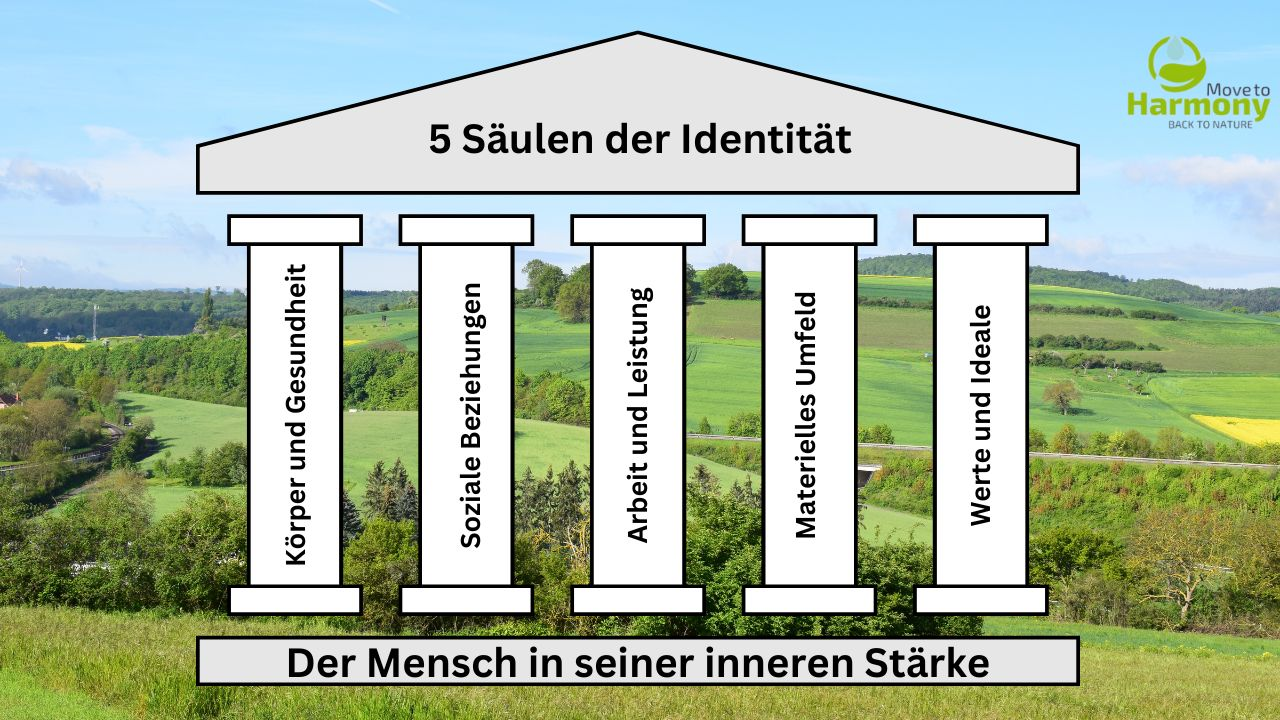 5 Säulen der Identität
Move to
Harmony
BACK TO NATURE
Körper und Gesundheit
Soziale Beziehungen
Arbeit und Leistung
Materielles Umfeld
Werte und Ideale
Der Mensch in seiner inneren Stärke